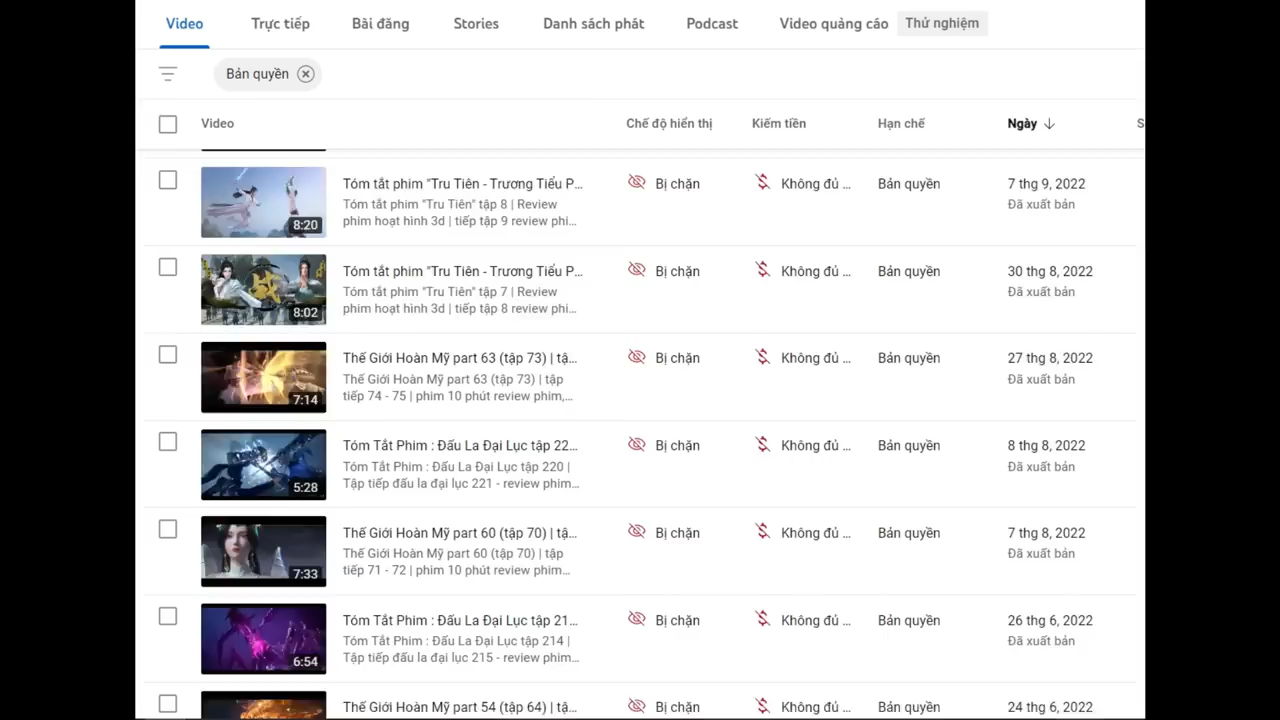 Video Trực tiếp Bài đăng Stories Danh sách phát Podcast Video quảng cáo Thử nghiệm
Bản quyền
Video Chế độ hiển thị Kiếm tiền Hạn chế Ngày S
Tóm tắt phim "Tru Tiên - Trương Tiểu P... Bị chặn Không đủ ... Bản quyền 7 thg 9, 2022
Tóm tắt phim "Tru Tiên" tập 8 | Review Đã xuất bản
phim hoạt hình 3d | tiếp tập 9 review phi...
8:20
Tóm tắt phim "Tru Tiên - Trương Tiểu P... Bị chặn Không đủ ... Bản quyền 30 thg 8, 2022
Tóm tắt phim "Tru Tiên" tập 7 | Review Đã xuất bản
phim hoạt hình 3d | tiếp tập 8 review phi...
战
8:02
Thế Giới Hoàn Mỹ part 63 (tập 73) | tậ... Bị chặn Không đủ ... Bản quyền 27 thg 8, 2022
Thế Giới Hoàn Mỹ part 63 (tập 73) | tập Đã xuất bản
tiếp 74 - 75 | phim 10 phút review phim,...
7:14
Tóm Tắt Phim : Đấu La Đại Lục tập 22... Bị chặn Không đủ ... Bản quyền 8 thg 8, 2022
Tóm Tắt Phim : Đấu La Đại Lục tập 220 | Đã xuất bản
Tập tiếp đấu la đại lục 221 - review phim...
5:28
Thế Giới Hoàn Mỹ part 60 (tập 70) | tậ... Bị chặn Không đủ ... Bản quyền 7 thg 8, 2022
Thế Giới Hoàn Mỹ part 60 (tập 70) | tập Đã xuất bản
tiếp 71 - 72 | phim 10 phút review phim...
7:33
Tóm Tắt Phim : Đấu La Đại Lục tập 21... Bị chặn Không đủ ... Bản quyền 26 thg 6, 2022
Tóm Tắt Phim : Đấu La Đại Lục tập 214 | Đã xuất bản
Tập tiếp đấu la đại lục 215 - review phim...
6:54
Thế Giới Hoàn Mỹ part 54 (tập 64) | tậ... Bị chặn Không đủ ... Bản quyền 24 thg 6, 2022